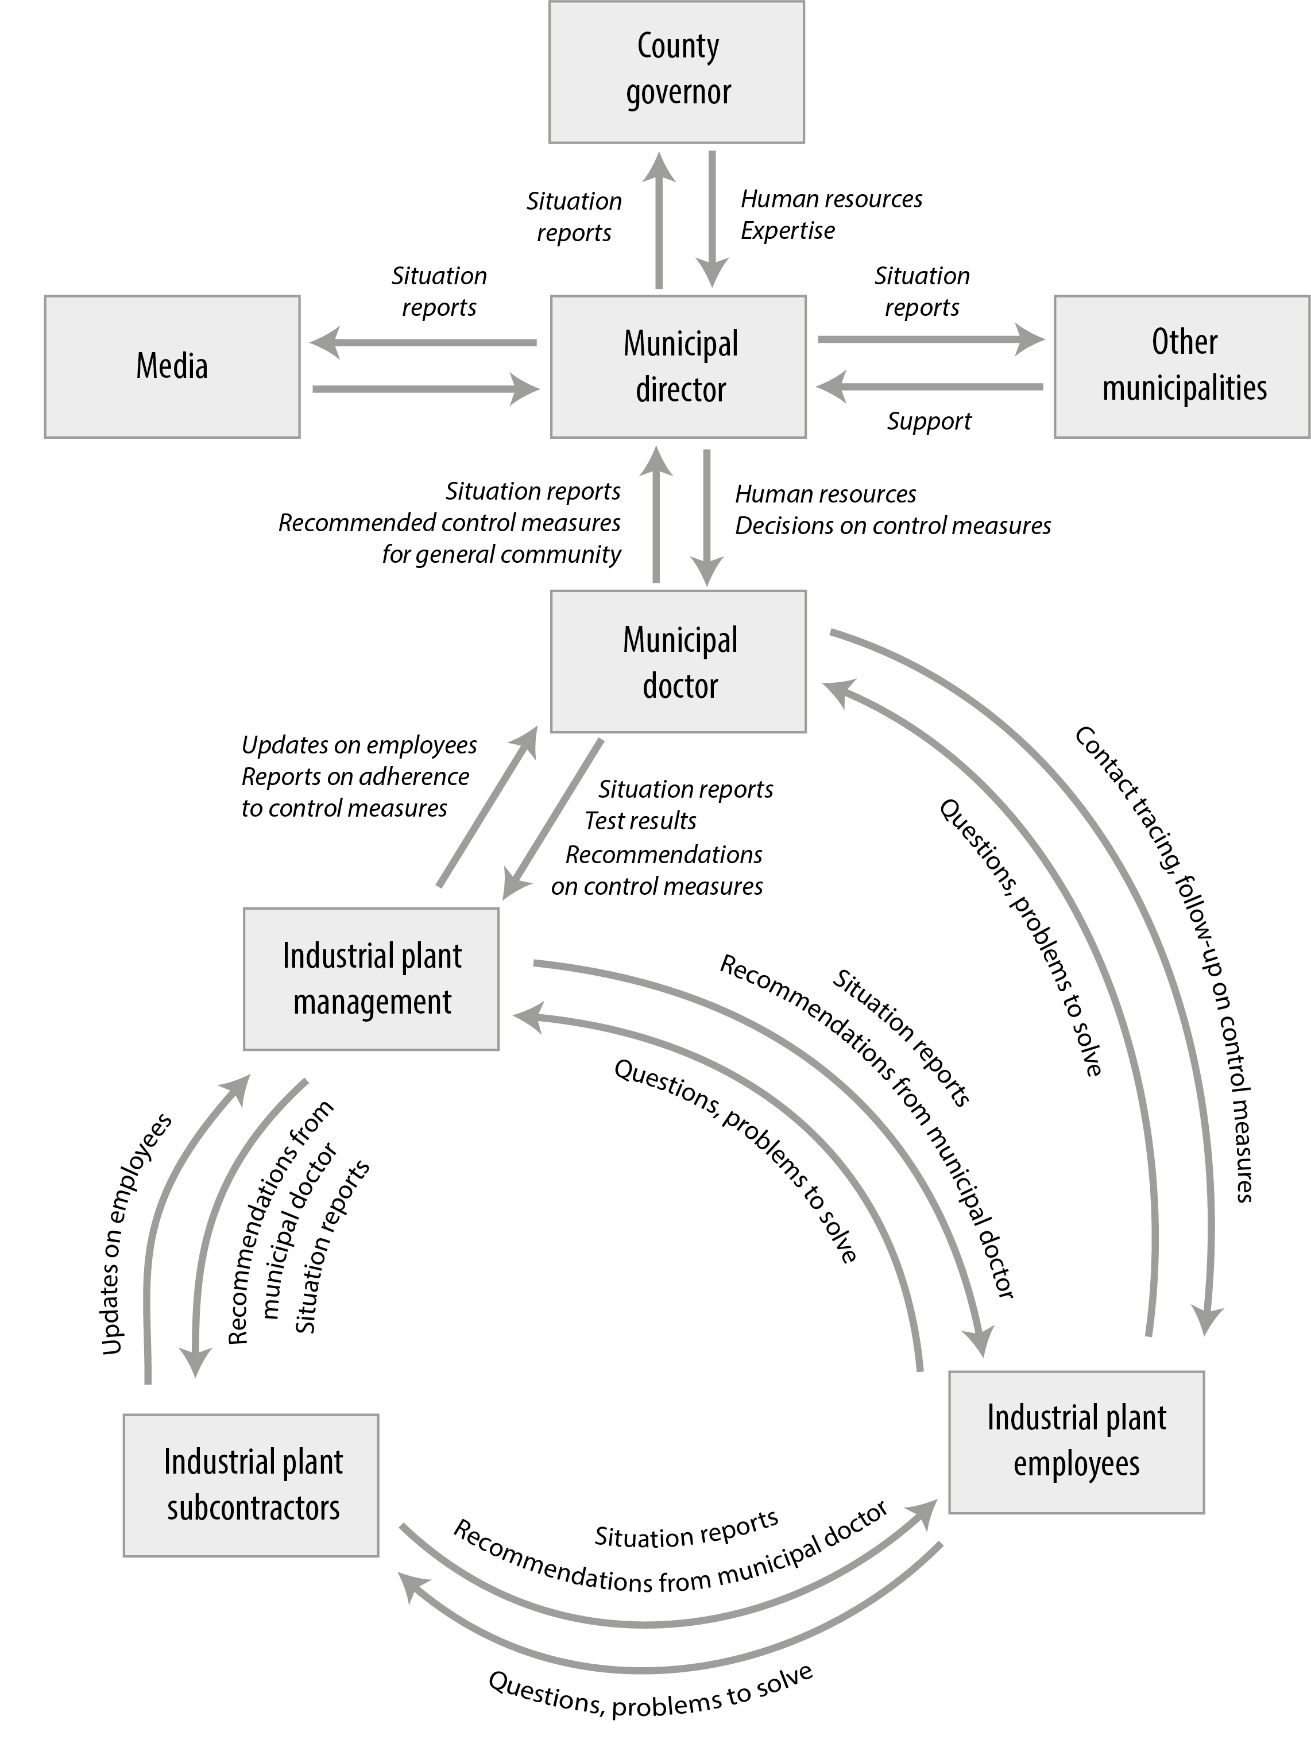 County
governor
Situation
reports
Human resources
Expertise
Situation
reports
Situation
reports
Media
Municipal
director
Other
municipalities
Support
Situation reports
Recommended control measures
for general community
Human resources
Decisions on control measures
Municipal
doctor
Updates on employees
Reports on adherence
to control measures
Situation reports
Test results
Recommendations
on control measures
Contact tracing, follow-up on control measures
Questions, problems to solve
Industrial plant
management
Situation reports
Recommendations from municipal doctor
Questions, problems to solve
Updates on employees
Recommendations from
municipal doctor
Situation reports
Industrial plant
subcontractors
Industrial plant
employees
Situation reports
Recommendations from municipal doctor
Questions, problems to solve